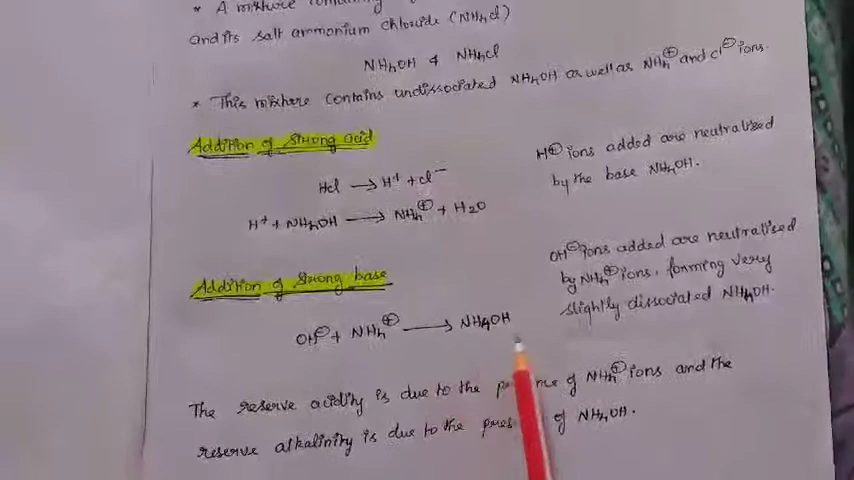 * A mixture containing
and its salt ammonium chloride (NH4Cl)
NH4OH & NH4Cl
* This mixture contains undissociated NH4OH as well as NH4⊕ and Cl⊖ ions.
Addition of strong acid
HCl → H+ + Cl−
H+ + NH4OH → NH4⊕ + H2O
H⊕ ions added are neutralised
by the base NH4OH.
Addition of strong base
OH⊖ + NH4⊕ → NH4OH
OH⊖ ions added are neutralised
by NH4⊕ ions, forming very
slightly dissociated NH4OH.
The reserve acidity is due to the of NH4⊕ ions and the
reserve alkalinity is due to the of NH4OH.